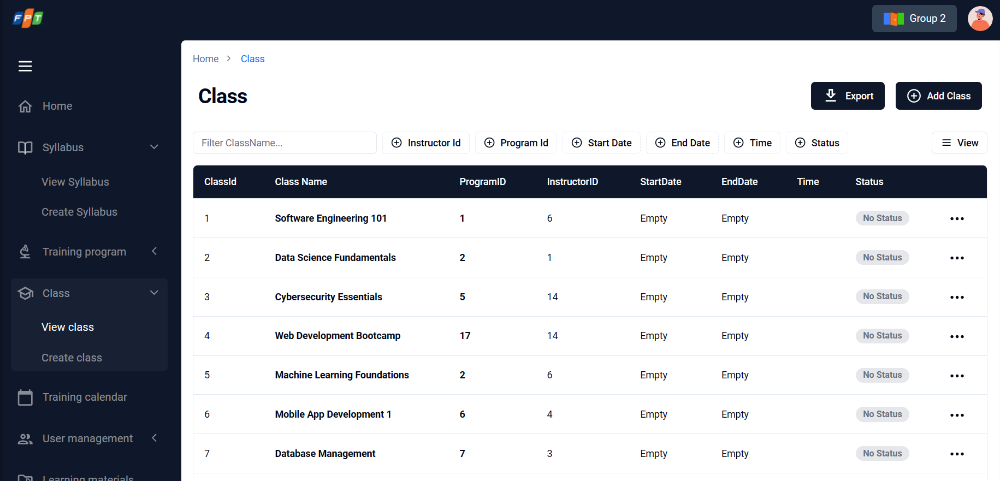 FPT
Group 2
Home
Syllabus
View Syllabus
Create Syllabus
Training program
Class
View class
Create class
Training calendar
User management
Learning materials
Home > Class
Class
Export
Add Class
Filter ClassName...
Instructor Id
Program Id
Start Date
End Date
Time
Status
View
ClassId Class Name ProgramID InstructorID StartDate EndDate Time Status
1 Software Engineering 101 1 6 Empty Empty No Status
2 Data Science Fundamentals 2 1 Empty Empty No Status
3 Cybersecurity Essentials 5 14 Empty Empty No Status
4 Web Development Bootcamp 17 14 Empty Empty No Status
5 Machine Learning Foundations 2 6 Empty Empty No Status
6 Mobile App Development 1 6 4 Empty Empty No Status
7 Database Management 7 3 Empty Empty No Status